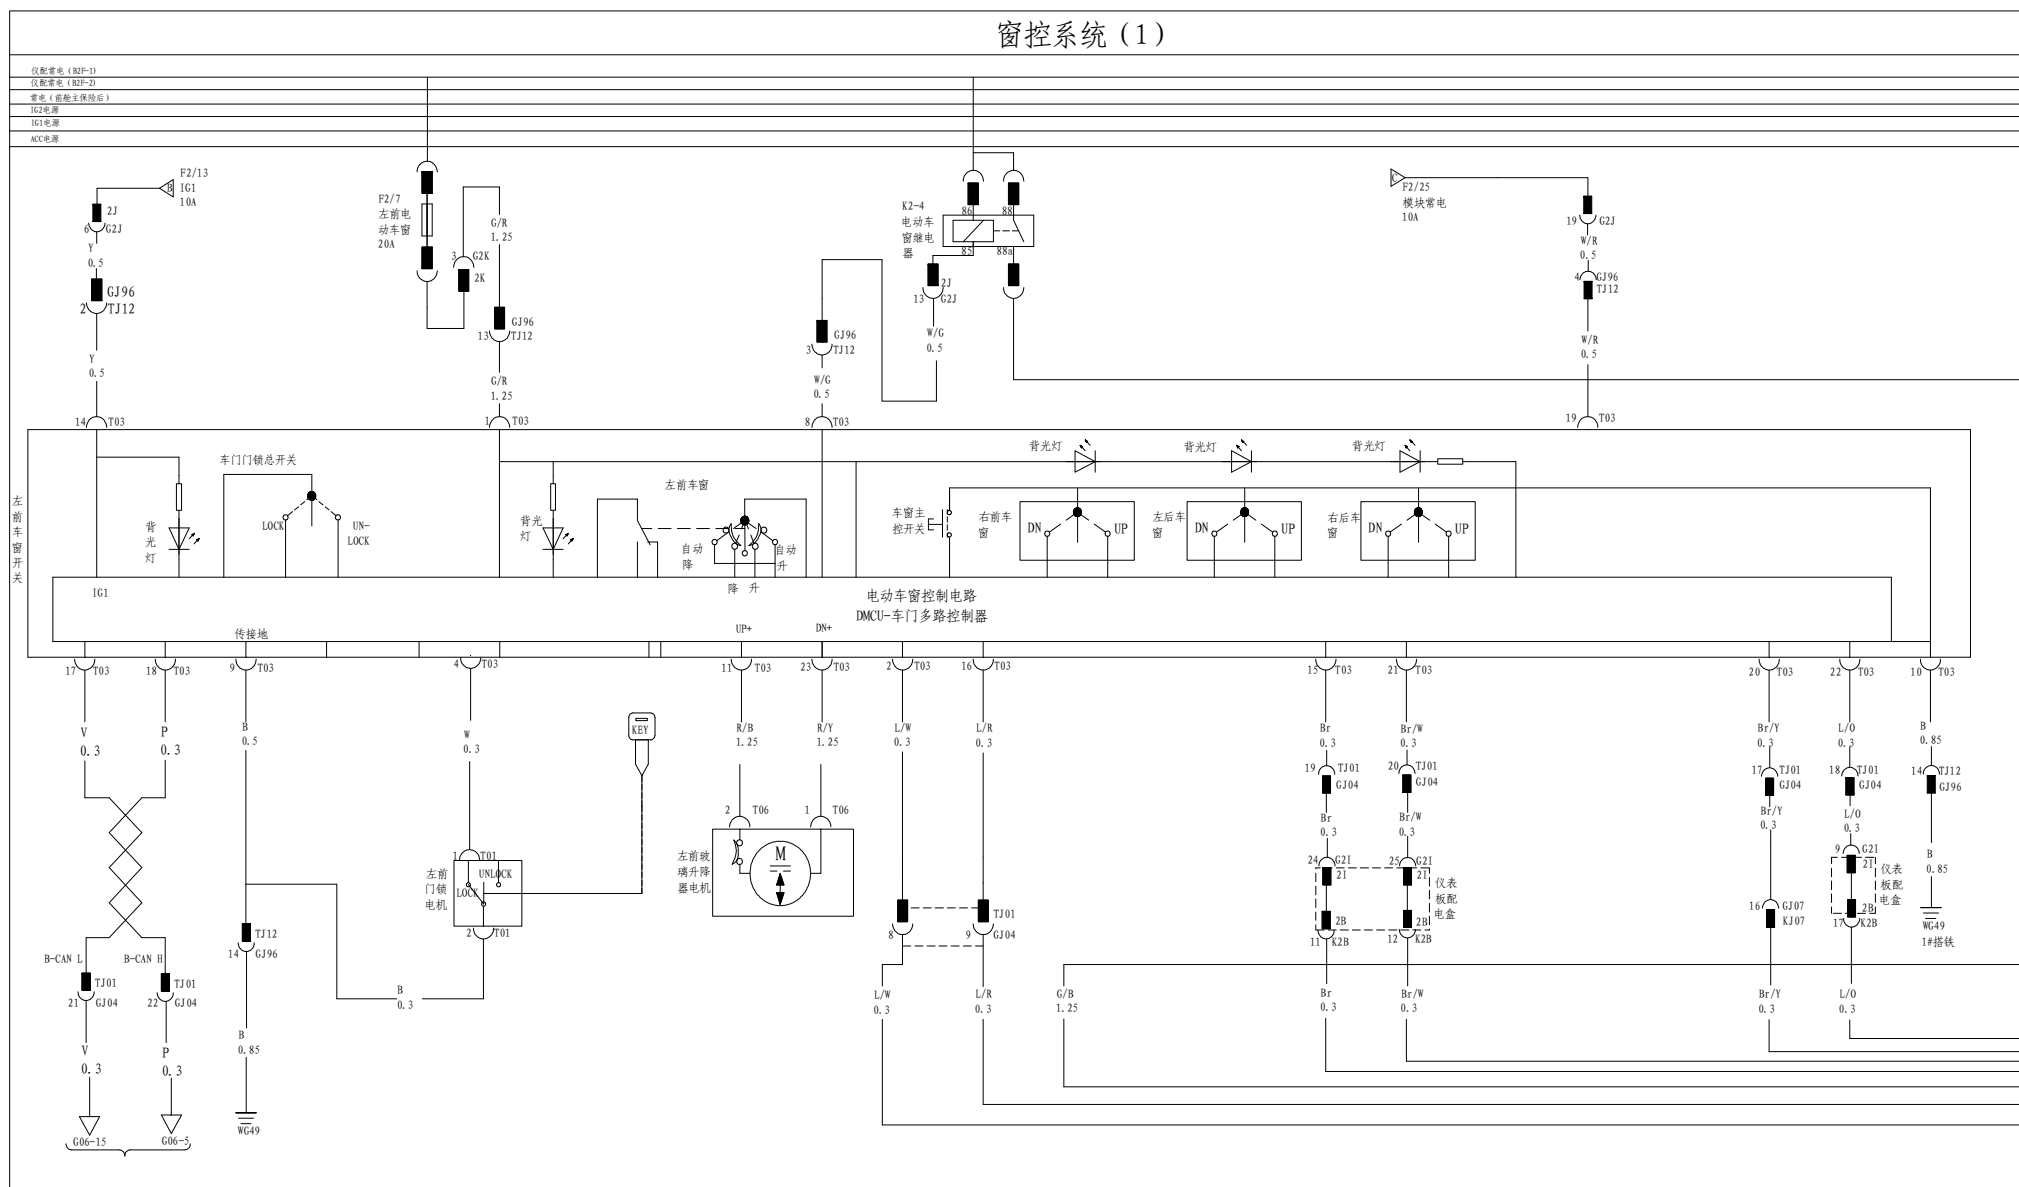 窗控系统 (1)
仪配常电 (B2F-1)
仪配常电 (B2F-2)
常电 (前舱主保险后)
IG2电源
IG1电源
ACC电源
B
F2/13
IG1
10A
2J
6 G2J
Y
0.5
GJ96
2 TJ12
Y
0.5
14 T03
F2/7
左前电
动车窗
20A
3 G2K
2K
G/R
1.25
GJ96
13 TJ12
G/R
1.25
1 T03
GJ96
3 TJ12
W/G
0.5
8 T03
K2-4
电动车
窗继电
器
86 88
85 88a
2J
13 G2J
W/G
0.5
C
F2/25
模块常电
10A
19 G2J
W/R
0.5
4 GJ96
TJ12
W/R
0.5
19 T03
左前车窗开关
背光灯
车门门锁总开关
LOCK
UN-
LOCK
背光
灯
左前车窗
自动
降
自动
升
降 升
车窗主
控开关
背光灯
背光灯
背光灯
右前车
窗
DN UP
左后车
窗
DN UP
右后车
窗
DN UP
IG1
电动车窗控制电路
DMCU-车门多路控制器
传接地
UP+
DN+
17 T03
18 T03
9 T03
4 T03
11 T03
23 T03
2 T03
16 T03
15 T03
21 T03
20 T03
22 T03
10 T03
V
0.3
P
0.3
B
0.5
W
0.3
KEY
R/B
1.25
R/Y
1.25
L/W
0.3
L/R
0.3
Br
0.3
Br/W
0.3
Br/Y
0.3
L/O
0.3
B
0.85
19 TJ01
GJ04
20 TJ01
GJ04
17 TJ01
GJ04
18 TJ01
GJ04
14 TJ12
GJ96
2 T06
1 T06
Br
0.3
Br/W
0.3
Br/Y
0.3
L/O
0.3
B
0.85
左前
门锁
电机
1 T01
LOCK
UNLOCK
2 T01
左前玻
璃升降
器电机
M
24 G2I
2I
25 G2I
2I
2B
11 K2B
2B
12 K2B
仪表
板配
电盒
16 GJ07
KJ07
9 G2I
2I
2B
17 K2B
仪表
板配
电盒
WG49
1#搭铁
8
TJ01
9 GJ04
B-CAN L
B-CAN H
TJ01
21 GJ04
TJ01
22 GJ04
TJ12
14 GJ96
B
0.3
L/W
0.3
L/R
0.3
G/B
1.25
Br
0.3
Br/W
0.3
Br/Y
0.3
L/O
0.3
V
0.3
P
0.3
B
0.85
G06-15
G06-5
WG49